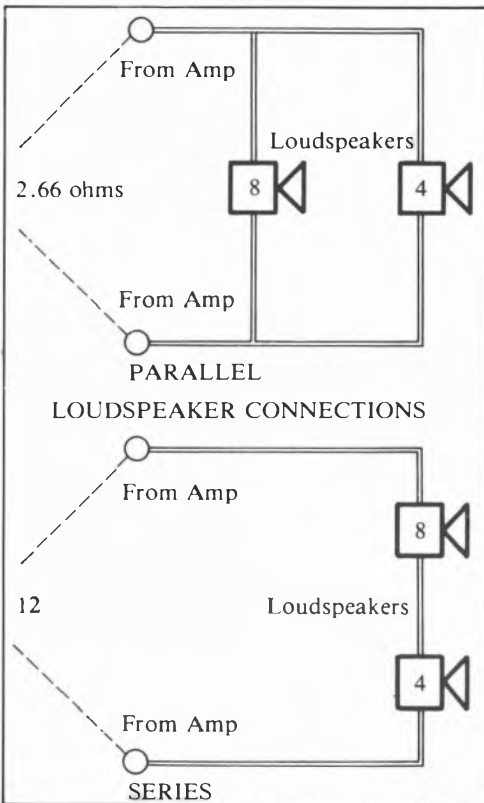 From Amp
Loudspeakers
8
4
2.66 ohms
From Amp
PARALLEL
LOUDSPEAKER CONNECTIONS
From Amp
8
12
Loudspeakers
4
From Amp
SERIES